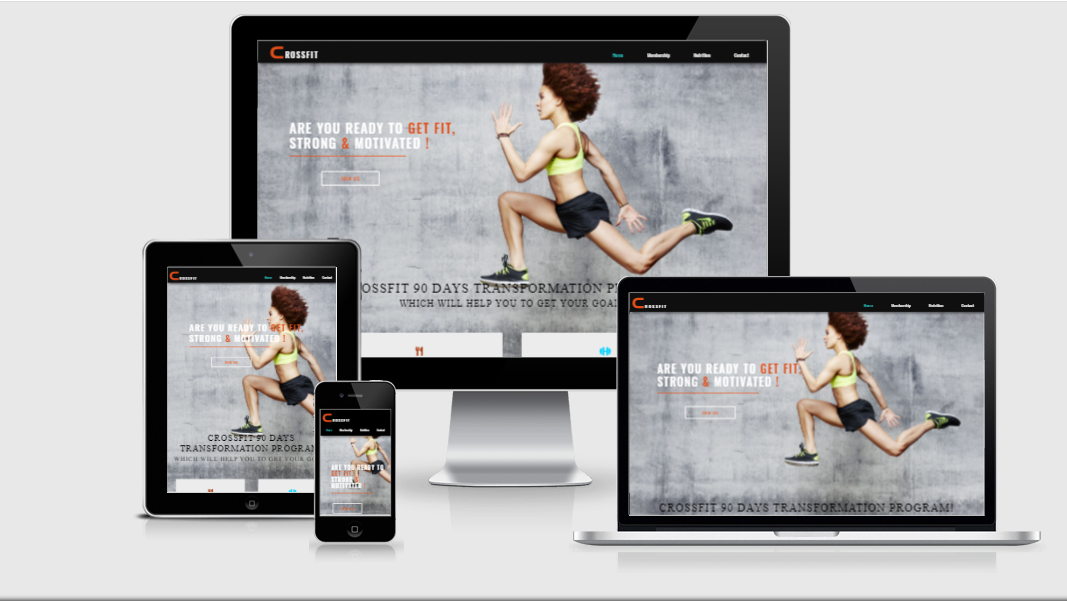 CROSSFIT
Home Membership Nutrition Contact
ARE YOU READY TO GET FIT,
STRONG & MOTIVATED !
JOIN US
OSSFIT 90 DAYS TRANSFORMATION P
WHICH WILL HELP YOU TO GET YOUR GOA
CROSSFIT
Home Membership Nutrition Contact
ARE YOU READY TO GET FIT,
STRONG & MOTIVATED !
JOIN US
CROSSFIT 90 DAYS
TRANSFORMATION PROGRAM
WHICH WILL HELP YOU TO GET YOUR GO
CROSSFIT
Home Membership Nutrition Contact
ARE YOU READY TO
GET FIT,
STRONG &
MOTIVATED !
CROSSFIT
Home Membership Nutrition Contact
ARE YOU READY TO GET FIT,
STRONG & MOTIVATED !
JOIN US
CROSSFIT 90 DAYS TRANSFORMATION PROGRAM!